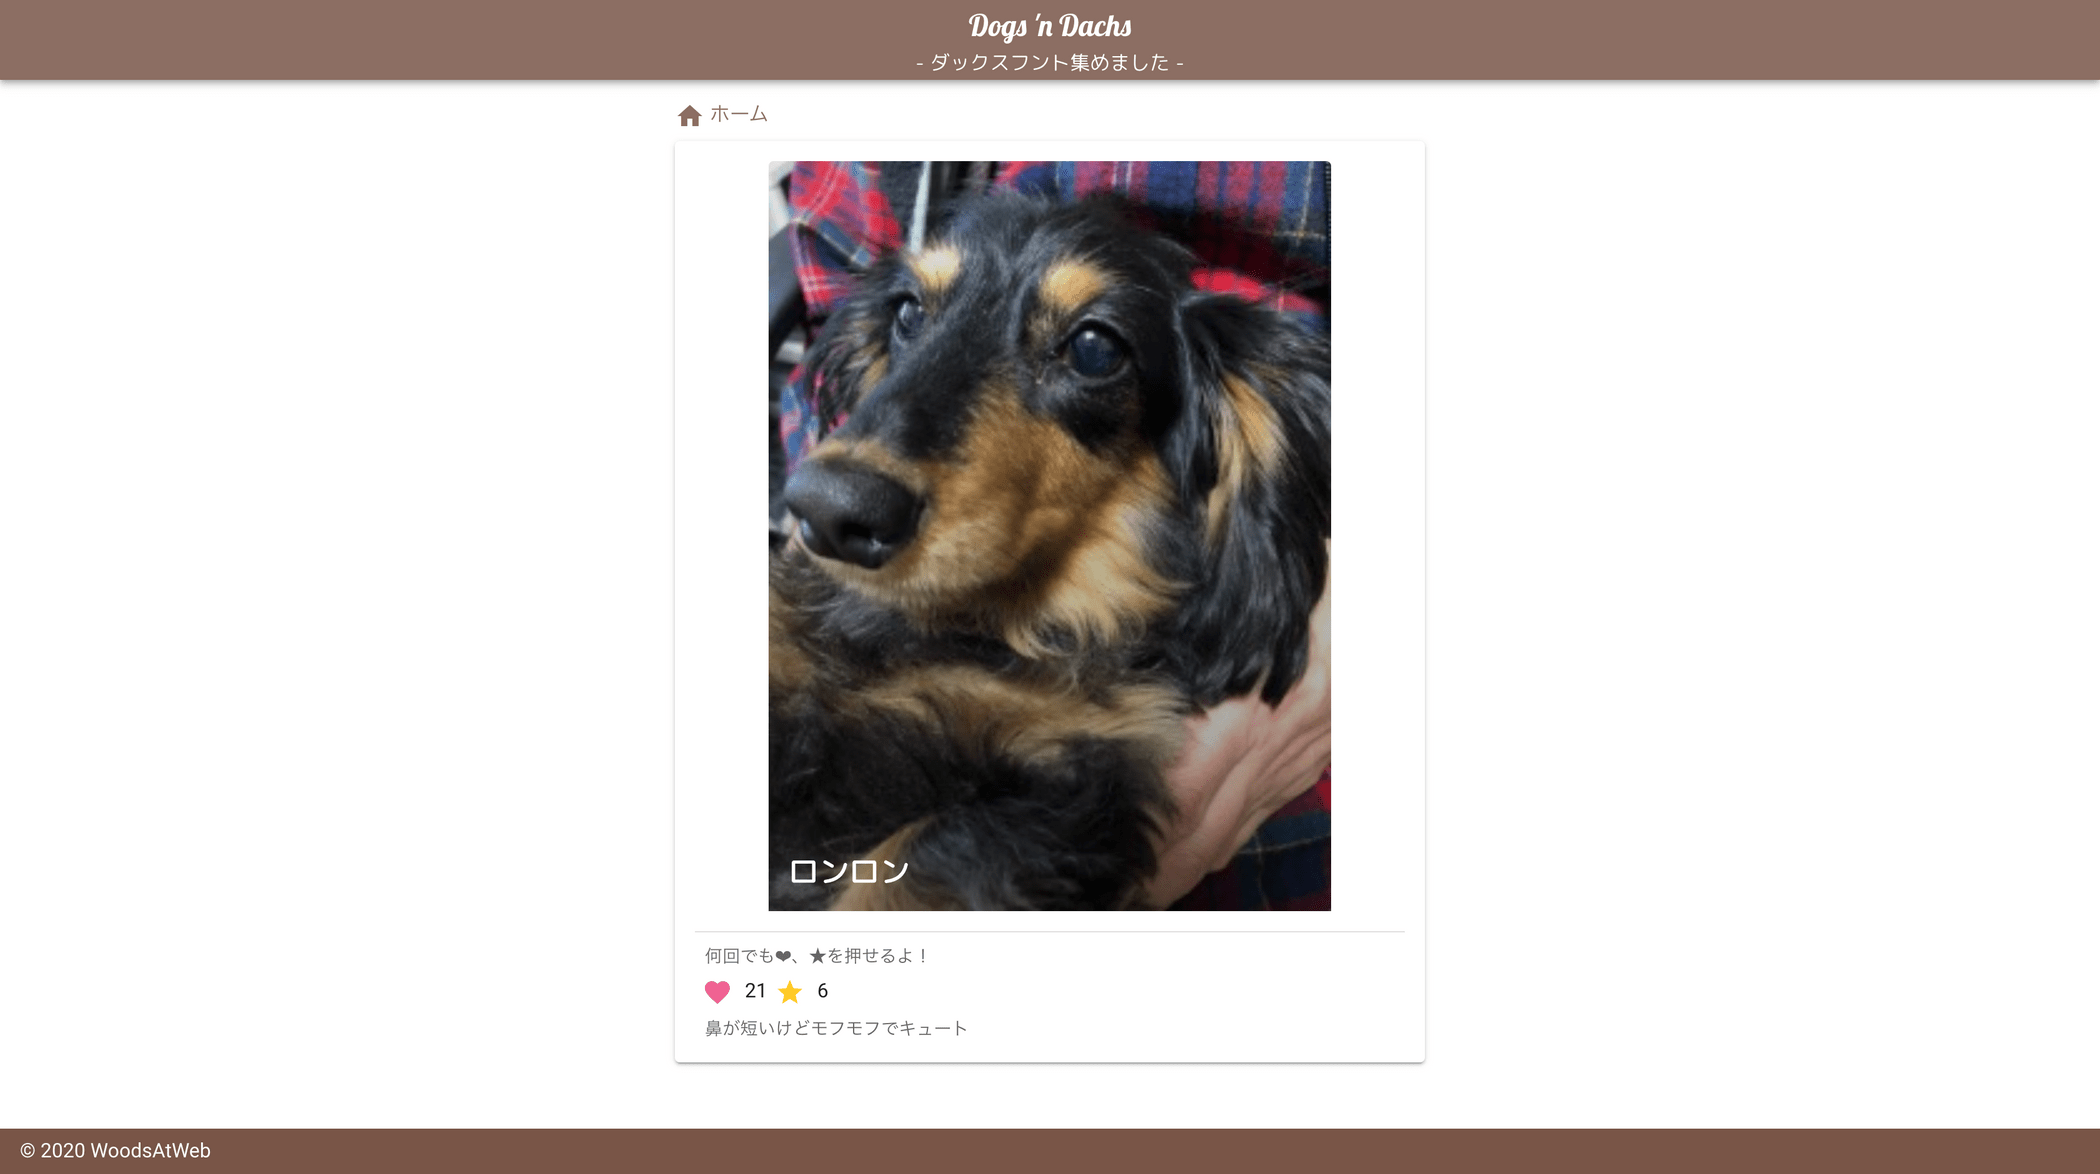 Dogs 'n Dachs
- ダックスフント集めました -
ホーム
ロンロン
何回でも❤、★を押せるよ！
21 6
鼻が短いけどモフモフでキュート
© 2020 WoodsAtWeb